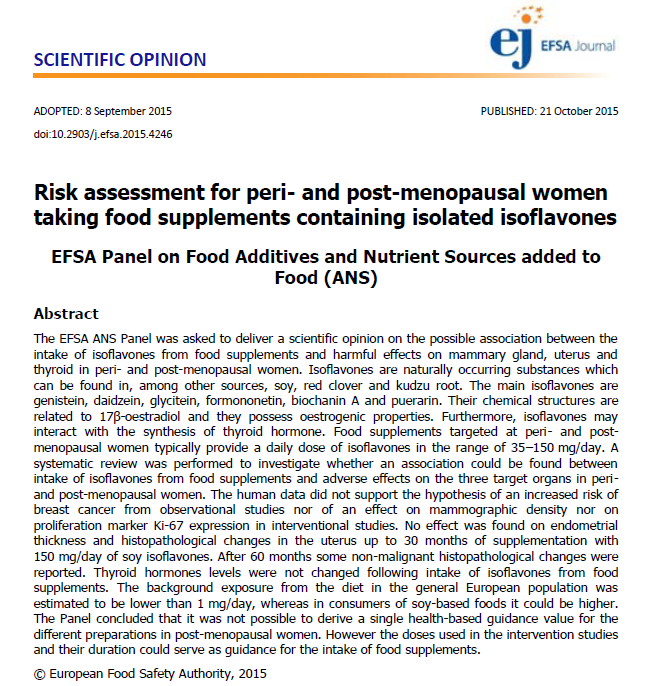 ej EFSA Journal
SCIENTIFIC OPINION
ADOPTED: 8 September 2015 PUBLISHED: 21 October 2015
doi:10.2903/j.efsa.2015.4246
Risk assessment for peri- and post-menopausal women
taking food supplements containing isolated isoflavones
EFSA Panel on Food Additives and Nutrient Sources added to
Food (ANS)
Abstract
The EFSA ANS Panel was asked to deliver a scientific opinion on the possible association between the
intake of isoflavones from food supplements and harmful effects on mammary gland, uterus and
thyroid in peri- and post-menopausal women. Isoflavones are naturally occurring substances which
can be found in, among other sources, soy, red clover and kudzu root. The main isoflavones are
genistein, daidzein, glycitein, formononetin, biochanin A and puerarin. Their chemical structures are
related to 17β-oestradiol and they possess oestrogenic properties. Furthermore, isoflavones may
interact with the synthesis of thyroid hormone. Food supplements targeted at peri- and post-
menopausal women typically provide a daily dose of isoflavones in the range of 35–150 mg/day. A
systematic review was performed to investigate whether an association could be found between
intake of isoflavones from food supplements and adverse effects on the three target organs in peri-
and post-menopausal women. The human data did not support the hypothesis of an increased risk of
breast cancer from observational studies nor of an effect on mammographic density nor on
proliferation marker Ki-67 expression in interventional studies. No effect was found on endometrial
thickness and histopathological changes in the uterus up to 30 months of supplementation with
150 mg/day of soy isoflavones. After 60 months some non-malignant histopathological changes were
reported. Thyroid hormones levels were not changed following intake of isoflavones from food
supplements. The background exposure from the diet in the general European population was
estimated to be lower than 1 mg/day, whereas in consumers of soy-based foods it could be higher.
The Panel concluded that it was not possible to derive a single health-based guidance value for the
different preparations in post-menopausal women. However the doses used in the intervention studies
and their duration could serve as guidance for the intake of food supplements.
© European Food Safety Authority, 2015